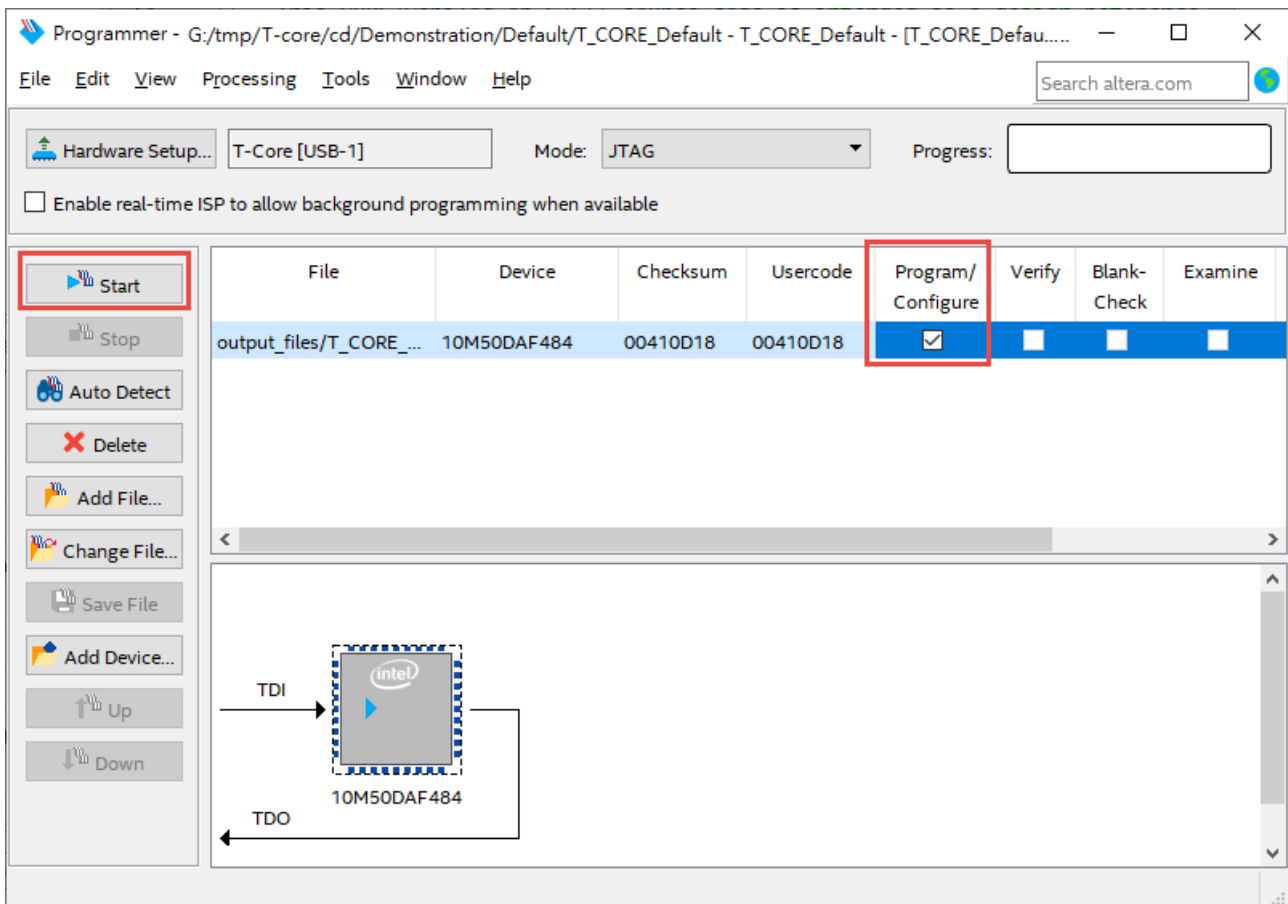 Programmer - G:/tmp/T-core/cd/Demonstration/Default/T_CORE_Default - T_CORE_Default - [T_CORE_Defau.....
File Edit View Processing Tools Window Help
Search altera.com
Hardware Setup... T-Core [USB-1] Mode: JTAG Progress:
Enable real-time ISP to allow background programming when available
Start
Stop
Auto Detect
Delete
Add File...
Change File...
Save File
Add Device...
Up
Down
File Device Checksum Usercode Program/ Configure Verify Blank- Check Examine
output_files/T_CORE_... 10M50DAF484 00410D18 00410D18
intel
TDI
10M50DAF484
TDO